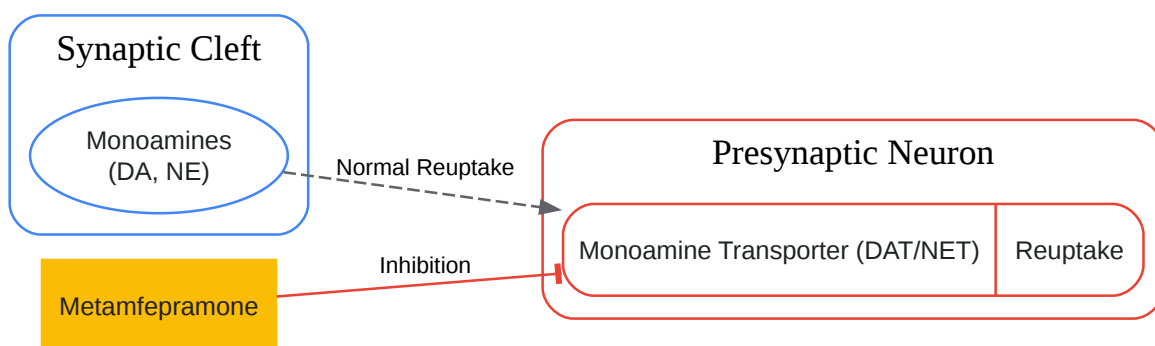 Synaptic Cleft
Monoamines
(DA, NE)
Normal Reuptake
Presynaptic Neuron
Monoamine Transporter (DAT/NET)
Reuptake
Inhibition
Metamfepramone